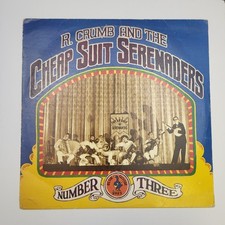 R. CRUMB AND THE
CHEAP SUIT SERENADERS
NUMBER THREE